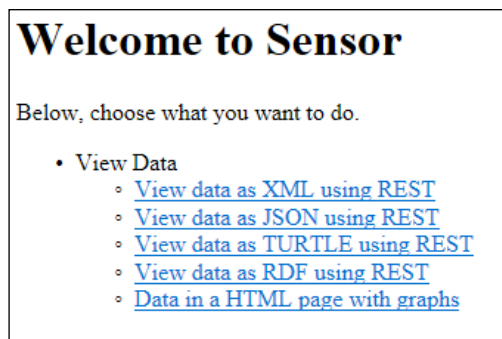 Welcome to Sensor
Below, choose what you want to do.
• View Data
◦ View data as XML using REST
◦ View data as JSON using REST
◦ View data as TURTLE using REST
◦ View data as RDF using REST
◦ Data in a HTML page with graphs